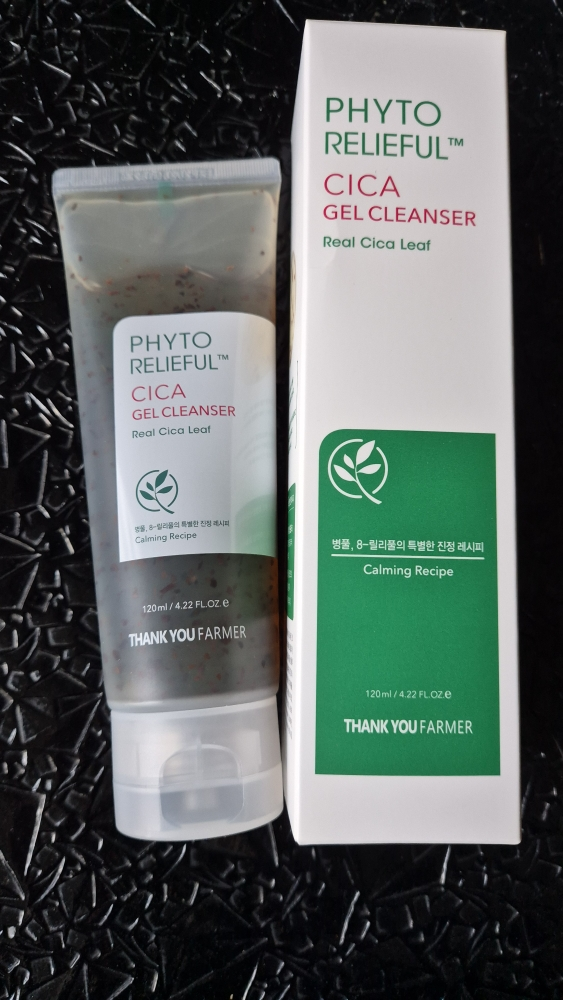 PHYTO
RELIEFUL™
CICA
GEL CLEANSER
Real Cica Leaf
병풀, 8-릴리풀의 특별한 진정 레시피
Calming Recipe
120ml / 4.22 FL.OZ.e
THANK YOU FARMER
PHYTO
RELIEFUL™
CICA
GEL CLEANSER
Real Cica Leaf
병풀, 8-릴리풀의 특별한 진정 레시피
Calming Recipe
120ml / 4.22 FL.OZ.e
THANK YOU FARMER